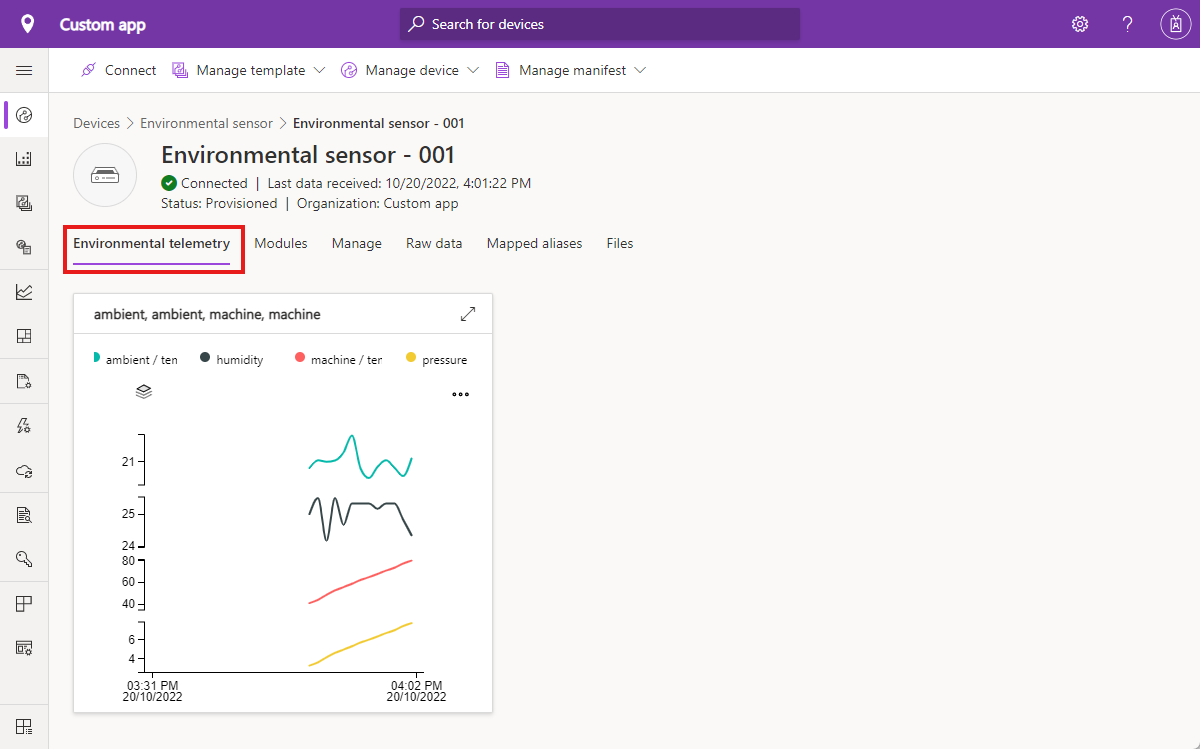 Custom app
Search for devices
?
Connect
Manage template
Manage device
Manage manifest
Devices > Environmental sensor > Environmental sensor - 001
Environmental sensor - 001
Connected | Last data received: 10/20/2022, 4:01:22 PM
Status: Provisioned | Organization: Custom app
Environmental telemetry
Modules
Manage
Raw data
Mapped aliases
Files
ambient, ambient, machine, machine
ambient / ten
humidity
machine / ter
pressure
21
25
24
80
60
40
6
4
03:31 PM
20/10/2022
04:02 PM
20/10/2022